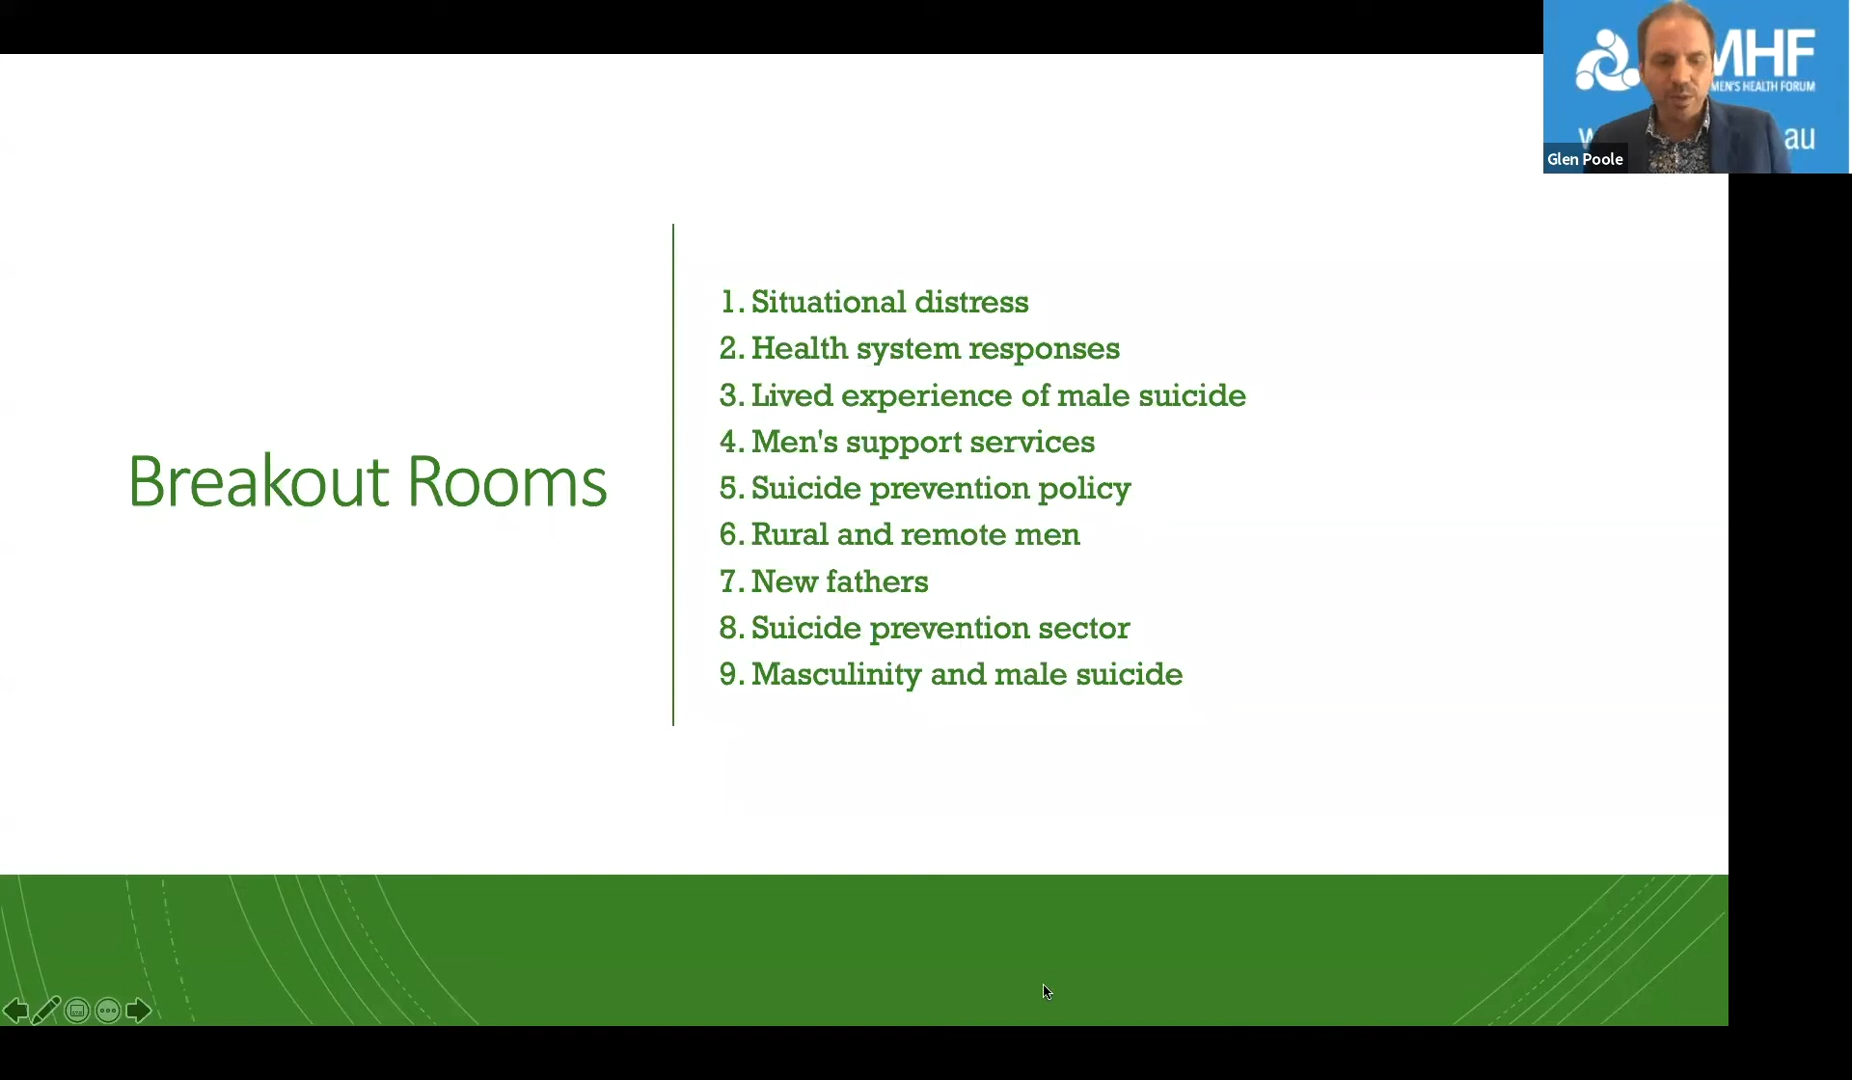 MHF
MEN'S HEALTH FORUM
au
Glen Poole
Breakout Rooms
1. Situational distress
2. Health system responses
3. Lived experience of male suicide
4. Men's support services
5. Suicide prevention policy
6. Rural and remote men
7. New fathers
8. Suicide prevention sector
9. Masculinity and male suicide